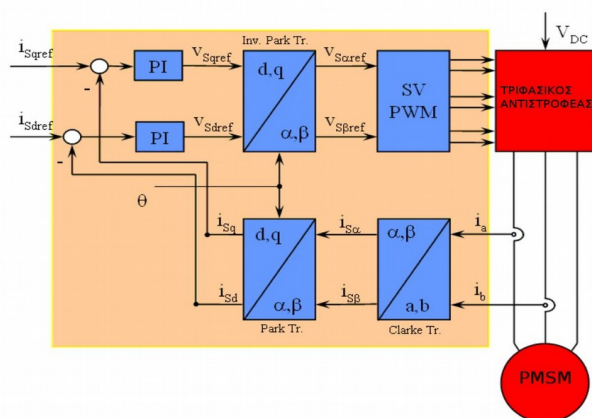 Inv. Park Tr.
V_DC
i_Sqref
PI
V_Sqref
d,q
V_Sαref
SV
PWM
ΤΡΙΦΑΣΙΚΟΣ
ΑΝΤΙΣΤΡΟΦΕΑΣ
-
i_Sdref
PI
V_Sdref
α,β
V_Sβref
-
θ
i_Sq
d,q
i_Sα
α,β
i_a
i_Sd
α,β
i_Sβ
a,b
i_b
Park Tr.
Clarke Tr.
PMSM